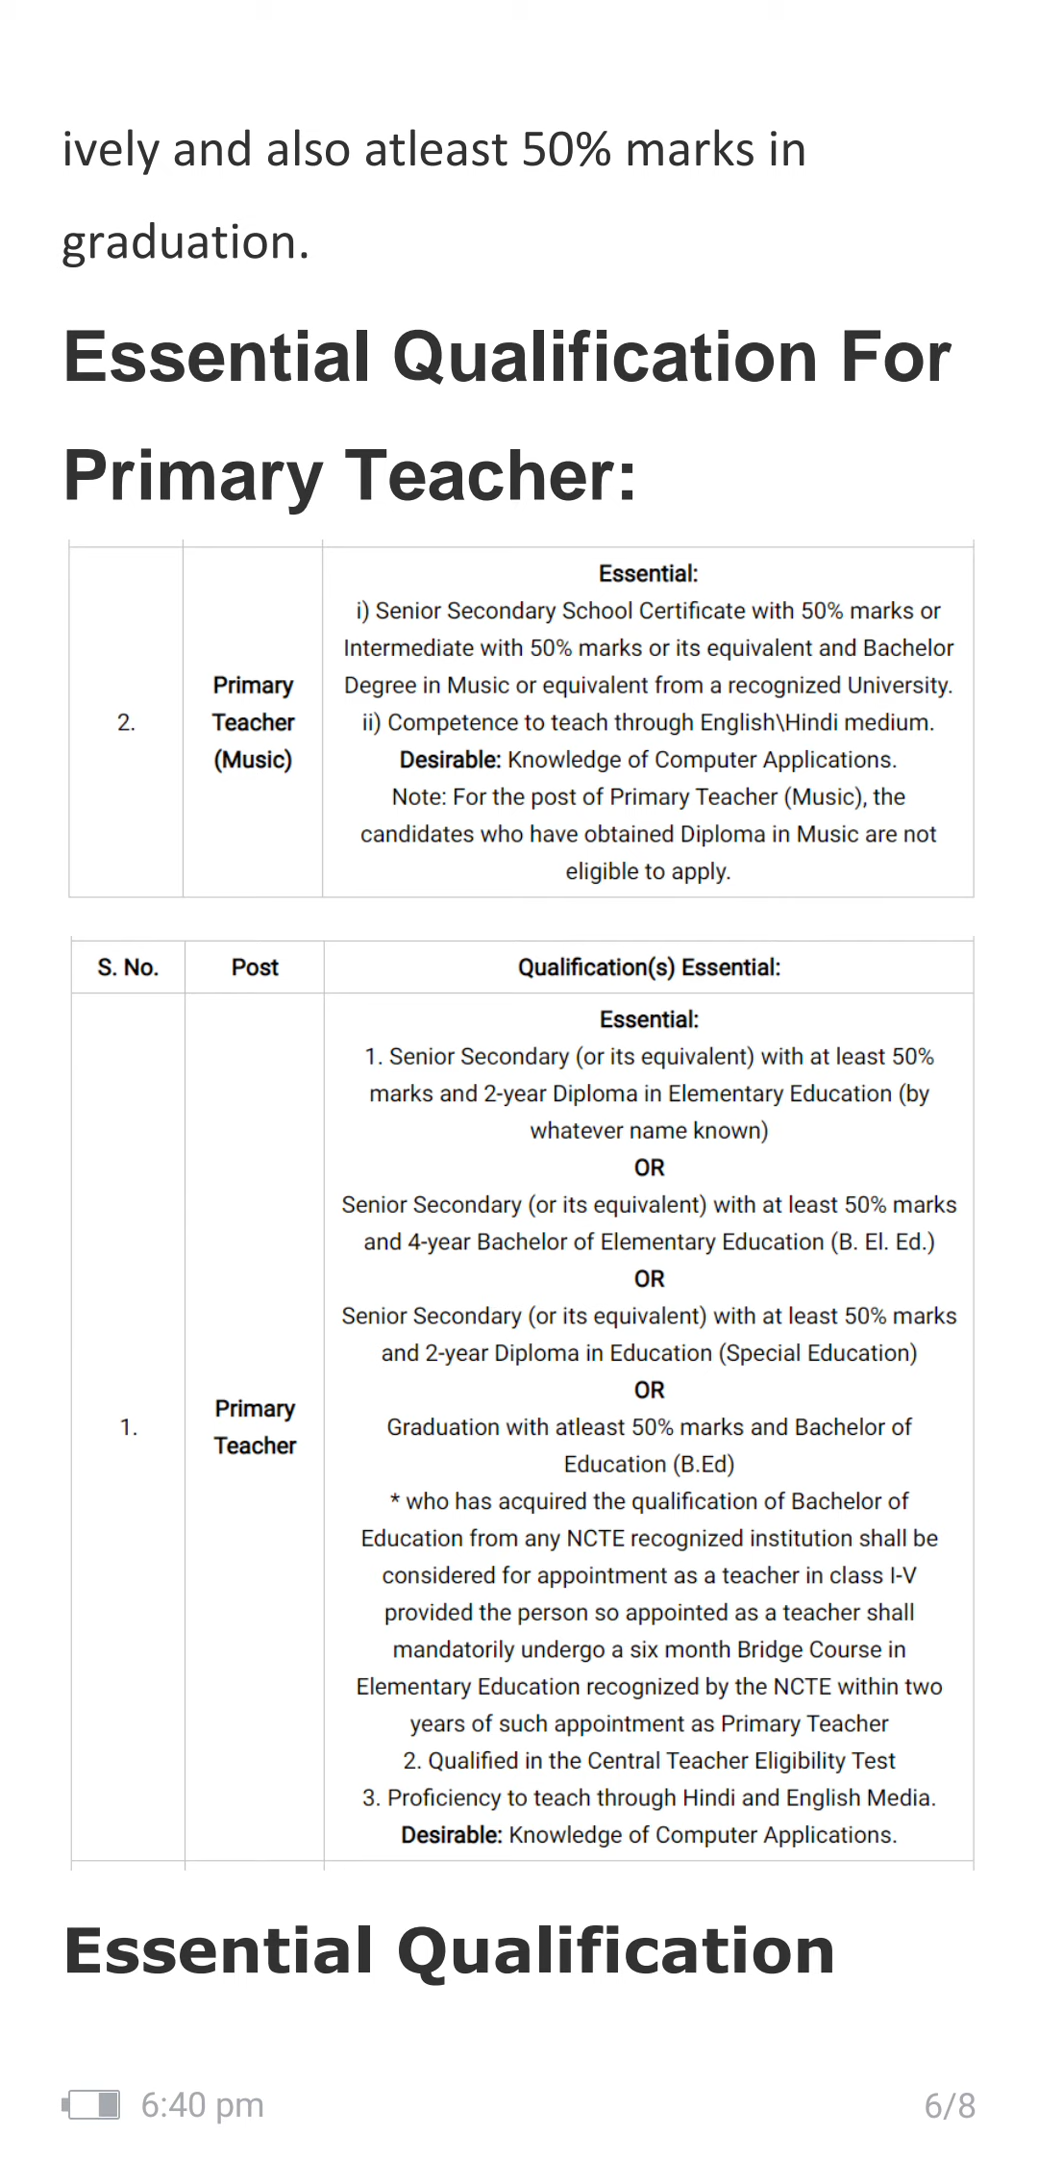 ively and also atleast 50% marks in
graduation.
Essential Qualification For
Primary Teacher:
2.
Primary
Teacher
(Music)
Essential:
i) Senior Secondary School Certificate with 50% marks or
Intermediate with 50% marks or its equivalent and Bachelor
Degree in Music or equivalent from a recognized University.
ii) Competence to teach through English\Hindi medium.
Desirable: Knowledge of Computer Applications.
Note: For the post of Primary Teacher (Music), the
candidates who have obtained Diploma in Music are not
eligible to apply.
S. No.
Post
Qualification(s) Essential:
1.
Primary
Teacher
Essential:
1. Senior Secondary (or its equivalent) with at least 50%
marks and 2-year Diploma in Elementary Education (by
whatever name known)
OR
Senior Secondary (or its equivalent) with at least 50% marks
and 4-year Bachelor of Elementary Education (B. El. Ed.)
OR
Senior Secondary (or its equivalent) with at least 50% marks
and 2-year Diploma in Education (Special Education)
OR
Graduation with atleast 50% marks and Bachelor of
Education (B.Ed)
* who has acquired the qualification of Bachelor of
Education from any NCTE recognized institution shall be
considered for appointment as a teacher in class I-V
provided the person so appointed as a teacher shall
mandatorily undergo a six month Bridge Course in
Elementary Education recognized by the NCTE within two
years of such appointment as Primary Teacher
2. Qualified in the Central Teacher Eligibility Test
3. Proficiency to teach through Hindi and English Media.
Desirable: Knowledge of Computer Applications.
Essential Qualification
6:40 pm
6/8